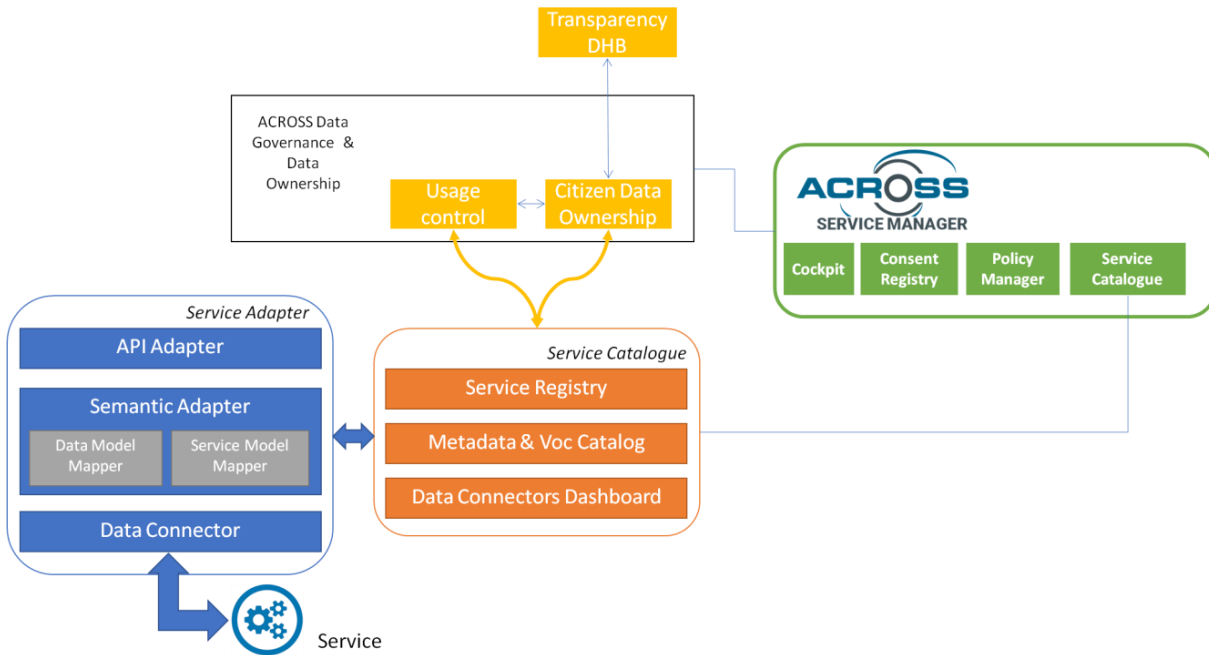 Transparency
DHB
ACROSS Data
Governance &
Data
Ownership
Usage
control
Citizen Data
Ownership
ACROSS
SERVICE MANAGER
Cockpit
Consent
Registry
Policy
Manager
Service
Catalogue
Service Adapter
API Adapter
Semantic Adapter
Data Model
Mapper
Service Model
Mapper
Data Connector
Service Catalogue
Service Registry
Metadata & Voc Catalog
Data Connectors Dashboard
Service